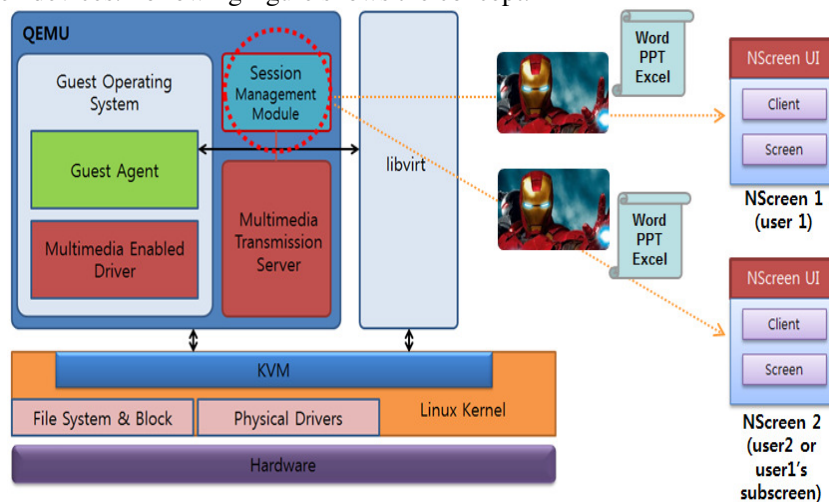 QEMU
Guest Operating
System
Guest Agent
Multimedia Enabled
Driver
Session
Management
Module
Multimedia
Transmission
Server
libvirt
Word
PPT
Excel
Word
PPT
Excel
NScreen UI
Client
Screen
NScreen 1
(user 1)
NScreen UI
Client
Screen
NScreen 2
(user2 or
user1's
subscreen)
KVM
File System & Block
Physical Drivers
Linux Kernel
Hardware